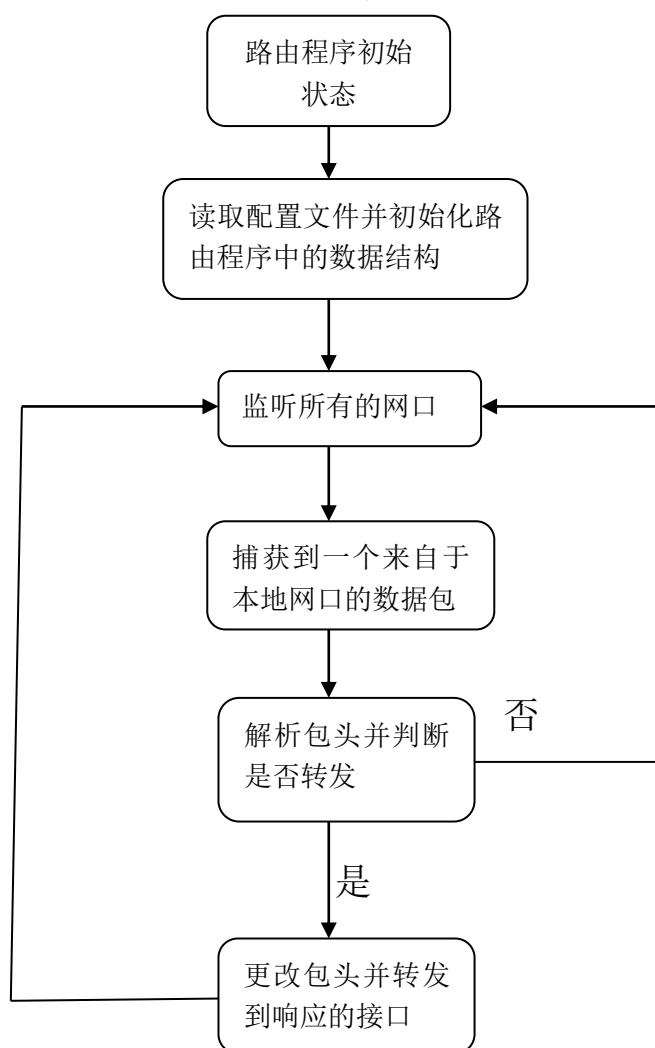 路由程序初始
状态
读取配置文件并初始化路
由程序中的数据结构
监听所有的网口
捕获到一个来自于
本地网口的数据包
解析包头并判断
是否转发
否
是
更改包头并转发
到响应的接口